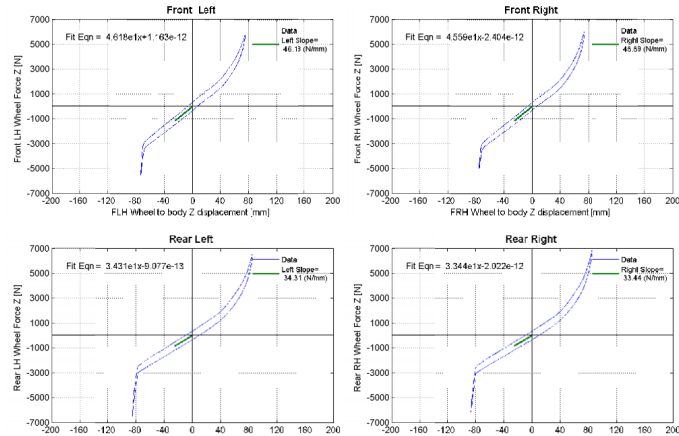 Front Left
7000
5000
3000
1000
-1000
-3000
-5000
-7000
Front LH Wheel Force Z [N]
Fit Eqn = 4.618e1x+1.163e-12
Data
Left Slope=
46.18 (N/mm)
-200 -160 -120 -80 -40 0 40 80 120 160 200
FLH Wheel to body Z displacement [mm]
Front Right
7000
5000
3000
1000
-1000
-3000
-5000
-7000
Front RH Wheel Force Z [N]
Fit Eqn = 4.559e1x-2.404e-12
Data
Right Slope=
45.59 (N/mm)
-200 -160 -120 -80 -40 0 40 80 120 160 200
FRH Wheel to body Z displacement [mm]
Rear Left
7000
5000
3000
1000
-1000
-3000
-5000
-7000
Rear LH Wheel Force Z [N]
Fit Eqn = 3.431e1x-9.077e-13
Data
Left Slope=
34.31 (N/mm)
-200 -160 -120 -80 -40 0 40 80 120 160 200
mm
Rear Right
7000
5000
3000
1000
-1000
-3000
-5000
-7000
Rear RH Wheel Force Z [N]
Fit Eqn = 3.344e1x-2.022e-12
Data
Right Slope=
33.44 (N/mm)
-200 -160 -120 -80 -40 0 40 80 120 160 200
mm